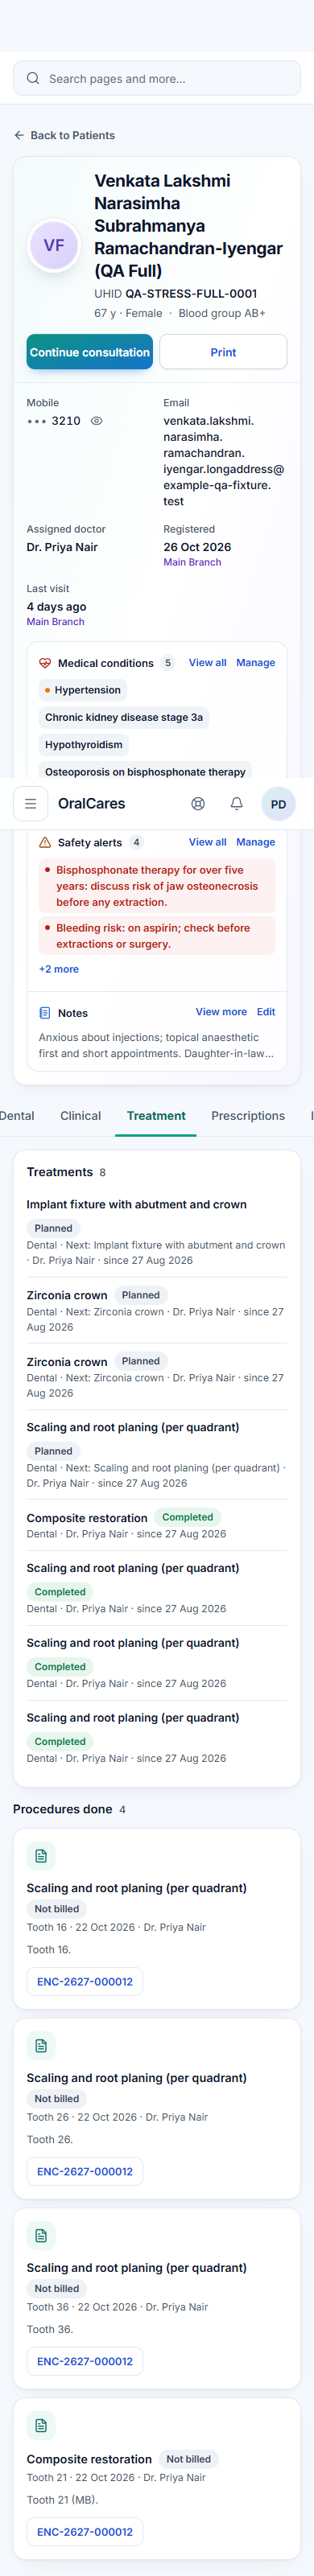 Search pages and more...
Back to Patients
VF
Venkata Lakshmi
Narasimha
Subrahmanya
Ramachandran-Iyengar
(QA Full)
UHID QA-STRESS-FULL-0001
67 y · Female · Blood group AB+
Continue consultation
Print
Mobile
••• 3210
Email
venkata.lakshmi.
narasimha.
ramachandran.
iyengar.longaddress@
example-qa-fixture.
test
Assigned doctor
Dr. Priya Nair
Registered
26 Oct 2026
Main Branch
Last visit
4 days ago
Main Branch
Medical conditions 5 View all Manage
Hypertension
Chronic kidney disease stage 3a
Hypothyroidism
Osteoporosis on bisphosphonate therapy
OralCares
PD
Safety alerts 4 View all Manage
Bisphosphonate therapy for over five
years: discuss risk of jaw osteonecrosis
before any extraction.
Bleeding risk: on aspirin; check before
extractions or surgery.
+2 more
Notes View more Edit
Anxious about injections; topical anaesthetic
first and short appointments. Daughter-in-law...
Dental Clinical Treatment Prescriptions
Treatments 8
Implant fixture with abutment and crown
Planned
Dental · Next: Implant fixture with abutment and crown
· Dr. Priya Nair · since 27 Aug 2026
Zirconia crown Planned
Dental · Next: Zirconia crown · Dr. Priya Nair · since 27
Aug 2026
Zirconia crown Planned
Dental · Next: Zirconia crown · Dr. Priya Nair · since 27
Aug 2026
Scaling and root planing (per quadrant)
Planned
Dental · Next: Scaling and root planing (per quadrant) ·
Dr. Priya Nair · since 27 Aug 2026
Composite restoration Completed
Dental · Dr. Priya Nair · since 27 Aug 2026
Scaling and root planing (per quadrant)
Completed
Dental · Dr. Priya Nair · since 27 Aug 2026
Scaling and root planing (per quadrant)
Completed
Dental · Dr. Priya Nair · since 27 Aug 2026
Scaling and root planing (per quadrant)
Completed
Dental · Dr. Priya Nair · since 27 Aug 2026
Procedures done 4
Scaling and root planing (per quadrant)
Not billed
Tooth 16 · 22 Oct 2026 · Dr. Priya Nair
Tooth 16.
ENC-2627-000012
Scaling and root planing (per quadrant)
Not billed
Tooth 26 · 22 Oct 2026 · Dr. Priya Nair
Tooth 26.
ENC-2627-000012
Scaling and root planing (per quadrant)
Not billed
Tooth 36 · 22 Oct 2026 · Dr. Priya Nair
Tooth 36.
ENC-2627-000012
Composite restoration Not billed
Tooth 21 · 22 Oct 2026 · Dr. Priya Nair
Tooth 21 (MB).
ENC-2627-000012